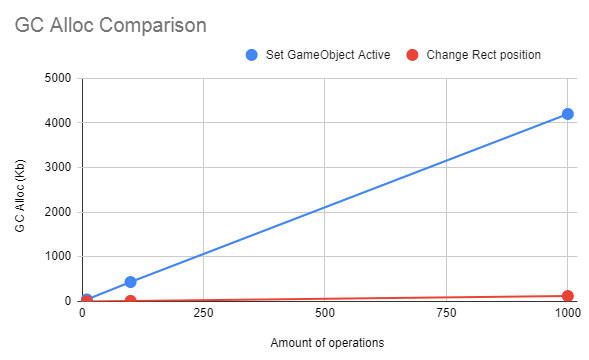 GC Alloc Comparison
Set GameObject Active Change Rect position
5000
4000
3000
2000
1000
0
GC Alloc (Kb)
0 250 500 750 1000
Amount of operations